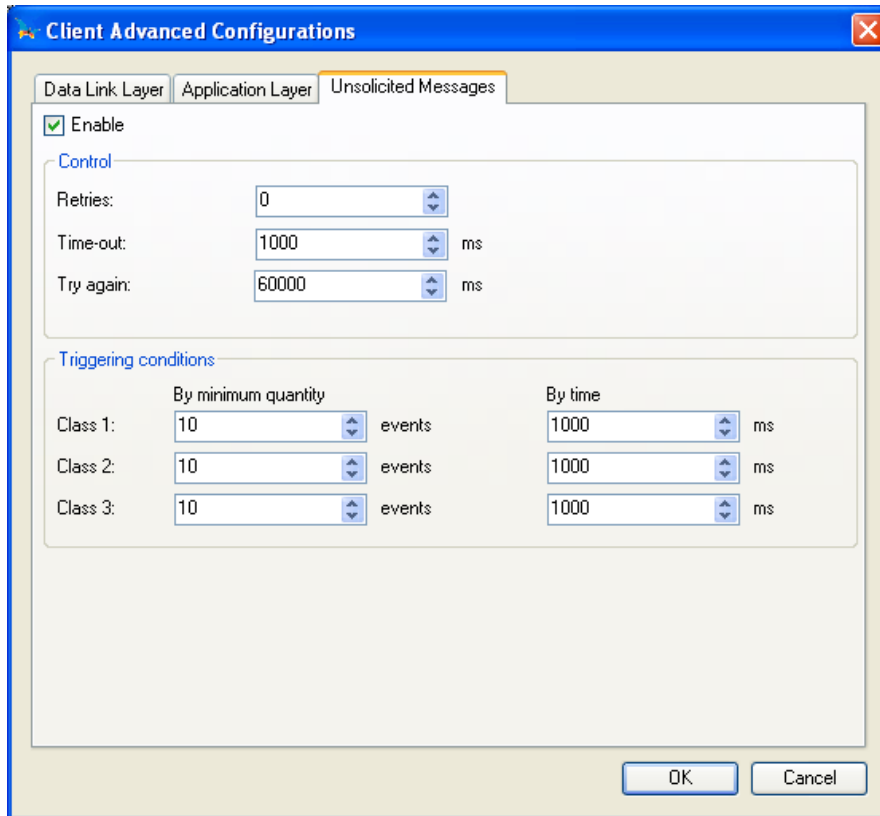 Client Advanced Configurations
Data Link Layer Application Layer Unsolicited Messages
Enable
Control
Retries: 0
Time-out: 1000 ms
Try again: 60000 ms
Triggering conditions
By minimum quantity By time
Class 1: 10 events 1000 ms
Class 2: 10 events 1000 ms
Class 3: 10 events 1000 ms
OK Cancel